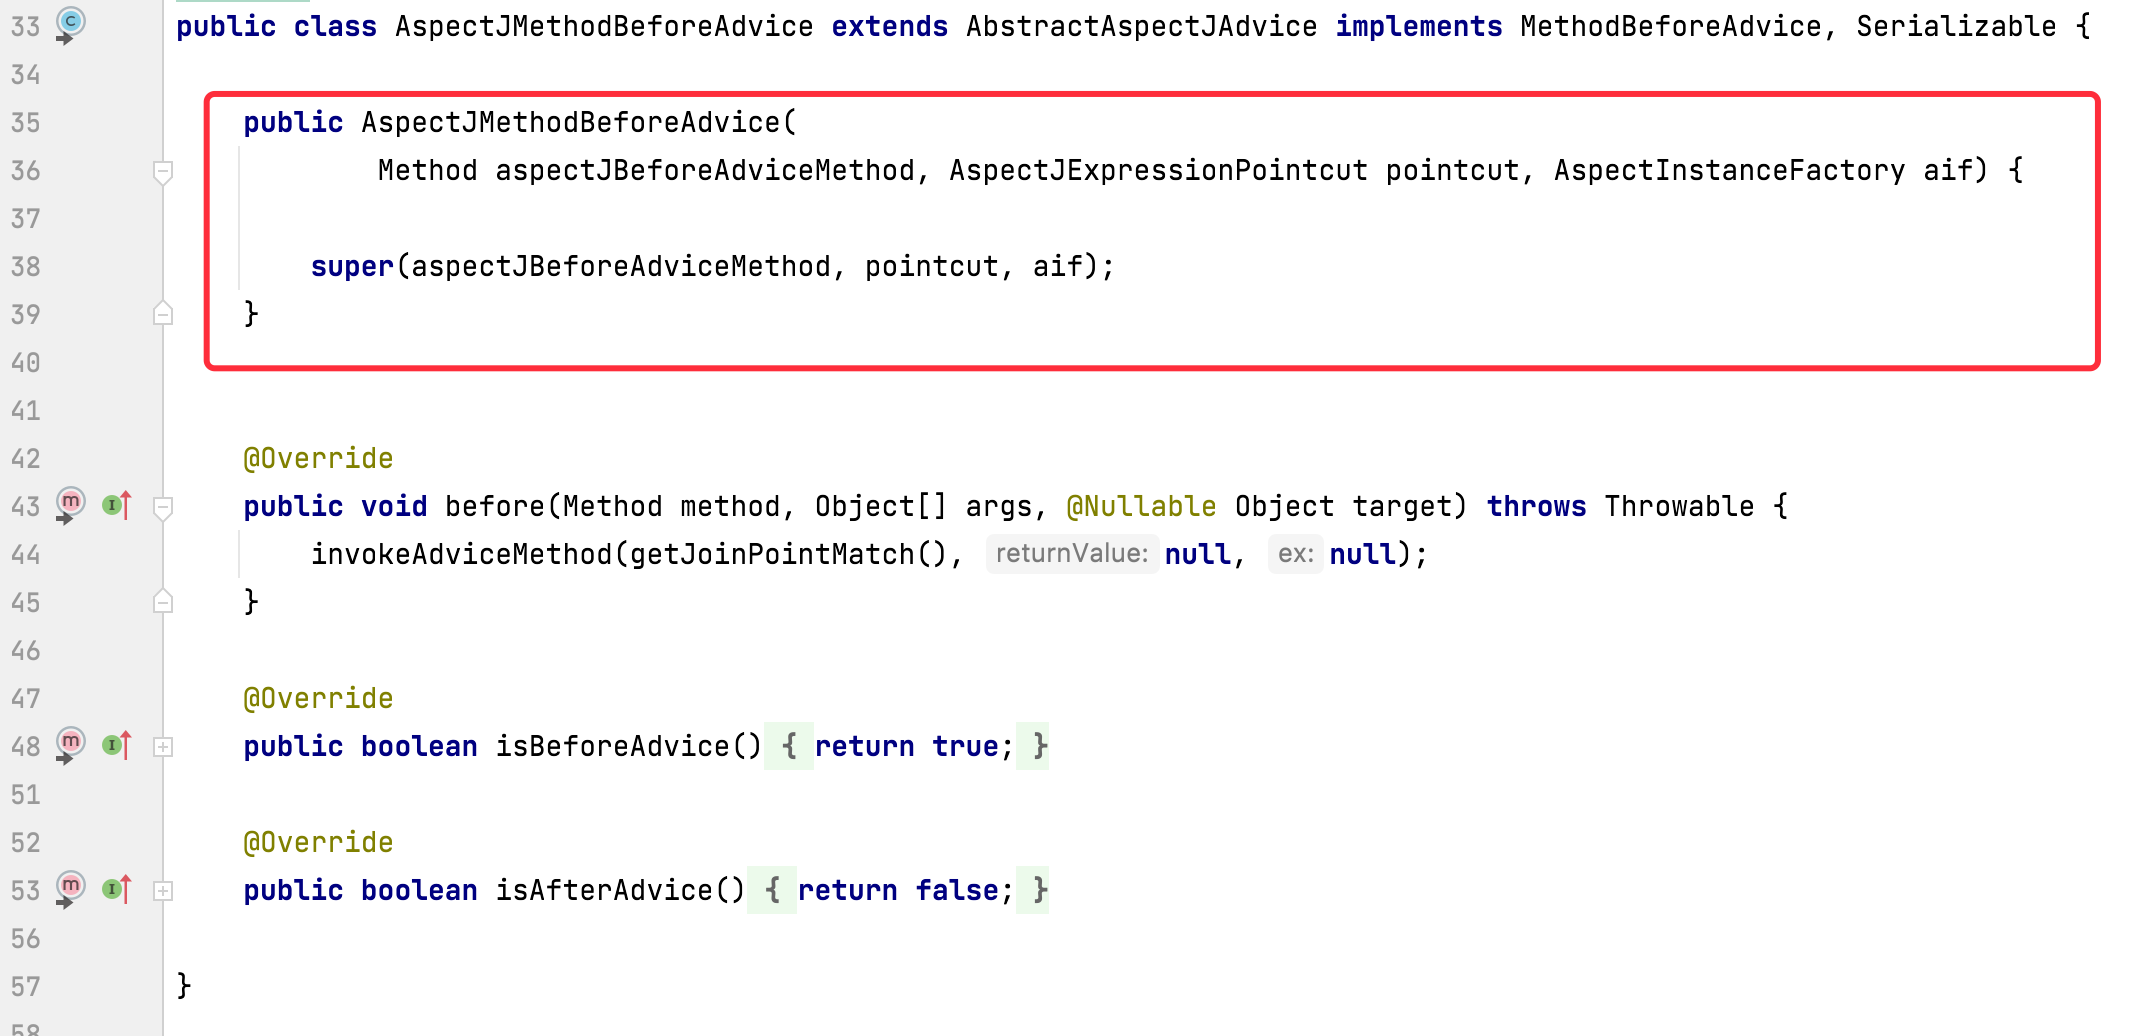 33 public class AspectJMethodBeforeAdvice extends AbstractAspectJAdvice implements MethodBeforeAdvice, Serializable {
34
35 public AspectJMethodBeforeAdvice(
36 Method aspectJBeforeAdviceMethod, AspectJExpressionPointcut pointcut, AspectInstanceFactory aif) {
37
38 super(aspectJBeforeAdviceMethod, pointcut, aif);
39 }
40
41
42 @Override
43 public void before(Method method, Object[] args, @Nullable Object target) throws Throwable {
44 invokeAdviceMethod(getJoinPointMatch(), returnValue: null, ex: null);
45 }
46
47 @Override
48 public boolean isBeforeAdvice() { return true; }
51
52 @Override
53 public boolean isAfterAdvice() { return false; }
56
57 }
58